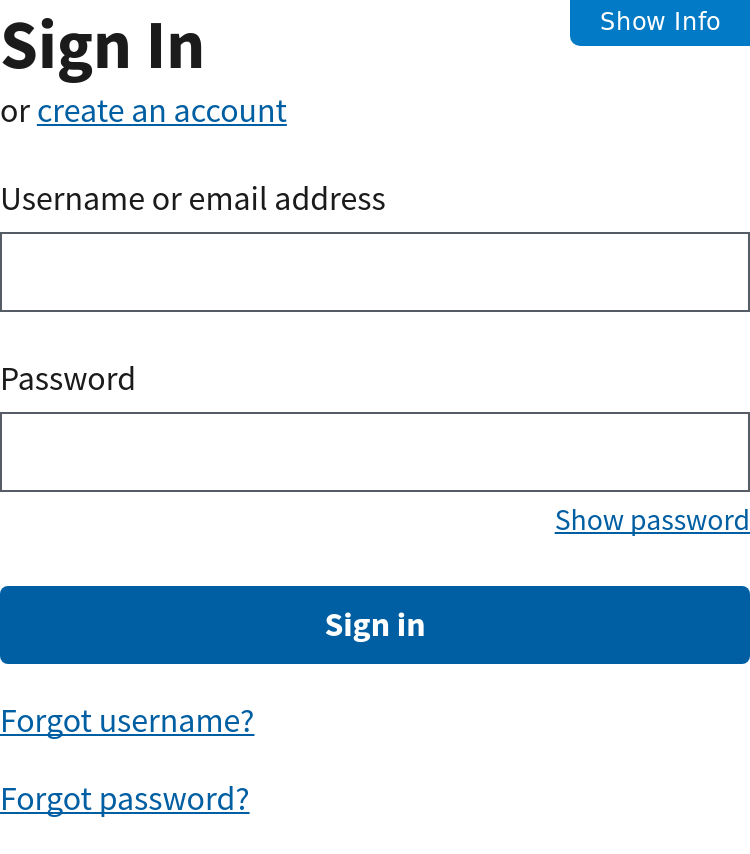 Show Info
Sign In
or create an account
Username or email address
Password
Show password
Sign in
Forgot username?
Forgot password?